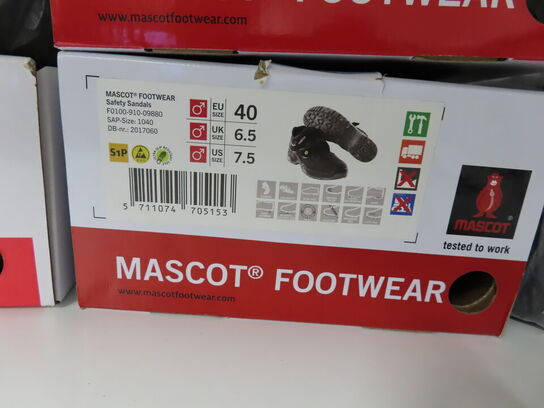 MASCOTFOOTWEAR.
MASCOT® FOOTWEAR
Safety Sandals
F0100-910-09880
SAP-Size: 1040
DB-nr.: 2017060
EU SIZE 40
UK SIZE 6.5
US SIZE 7.5
S1P
ESD
5 711074 705153
MASCOT®
tested to work
MASCOT® FOOTWEAR
www.mascotfootwear.com